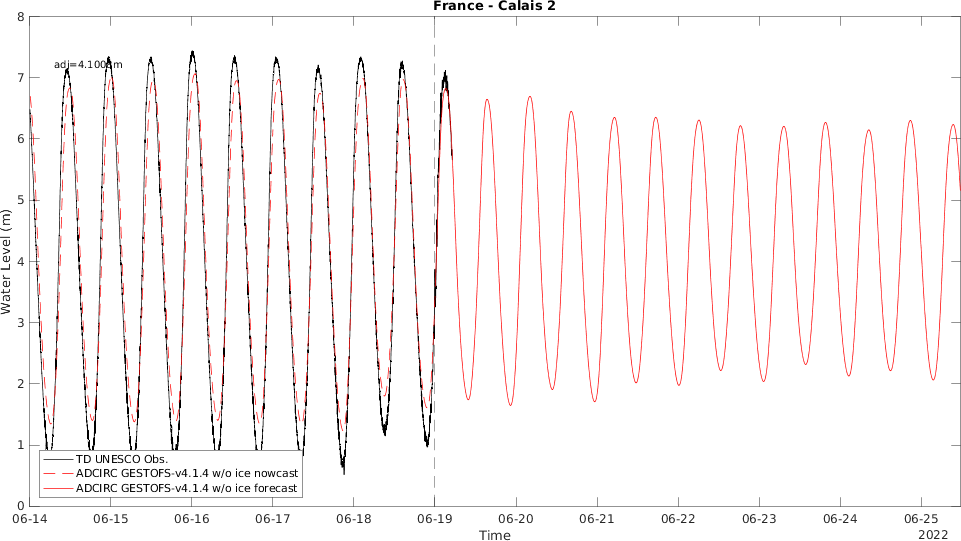 France - Calais 2
8
7
6
5
4
3
2
1
0
Water Level (m)
adj=4.1008m
TD UNESCO Obs.
ADCIRC GESTOFS-v4.1.4 w/o ice nowcast
ADCIRC GESTOFS-v4.1.4 w/o ice forecast
06-14 06-15 06-16 06-17 06-18 06-19 06-20 06-21 06-22 06-23 06-24 06-25
Time
2022